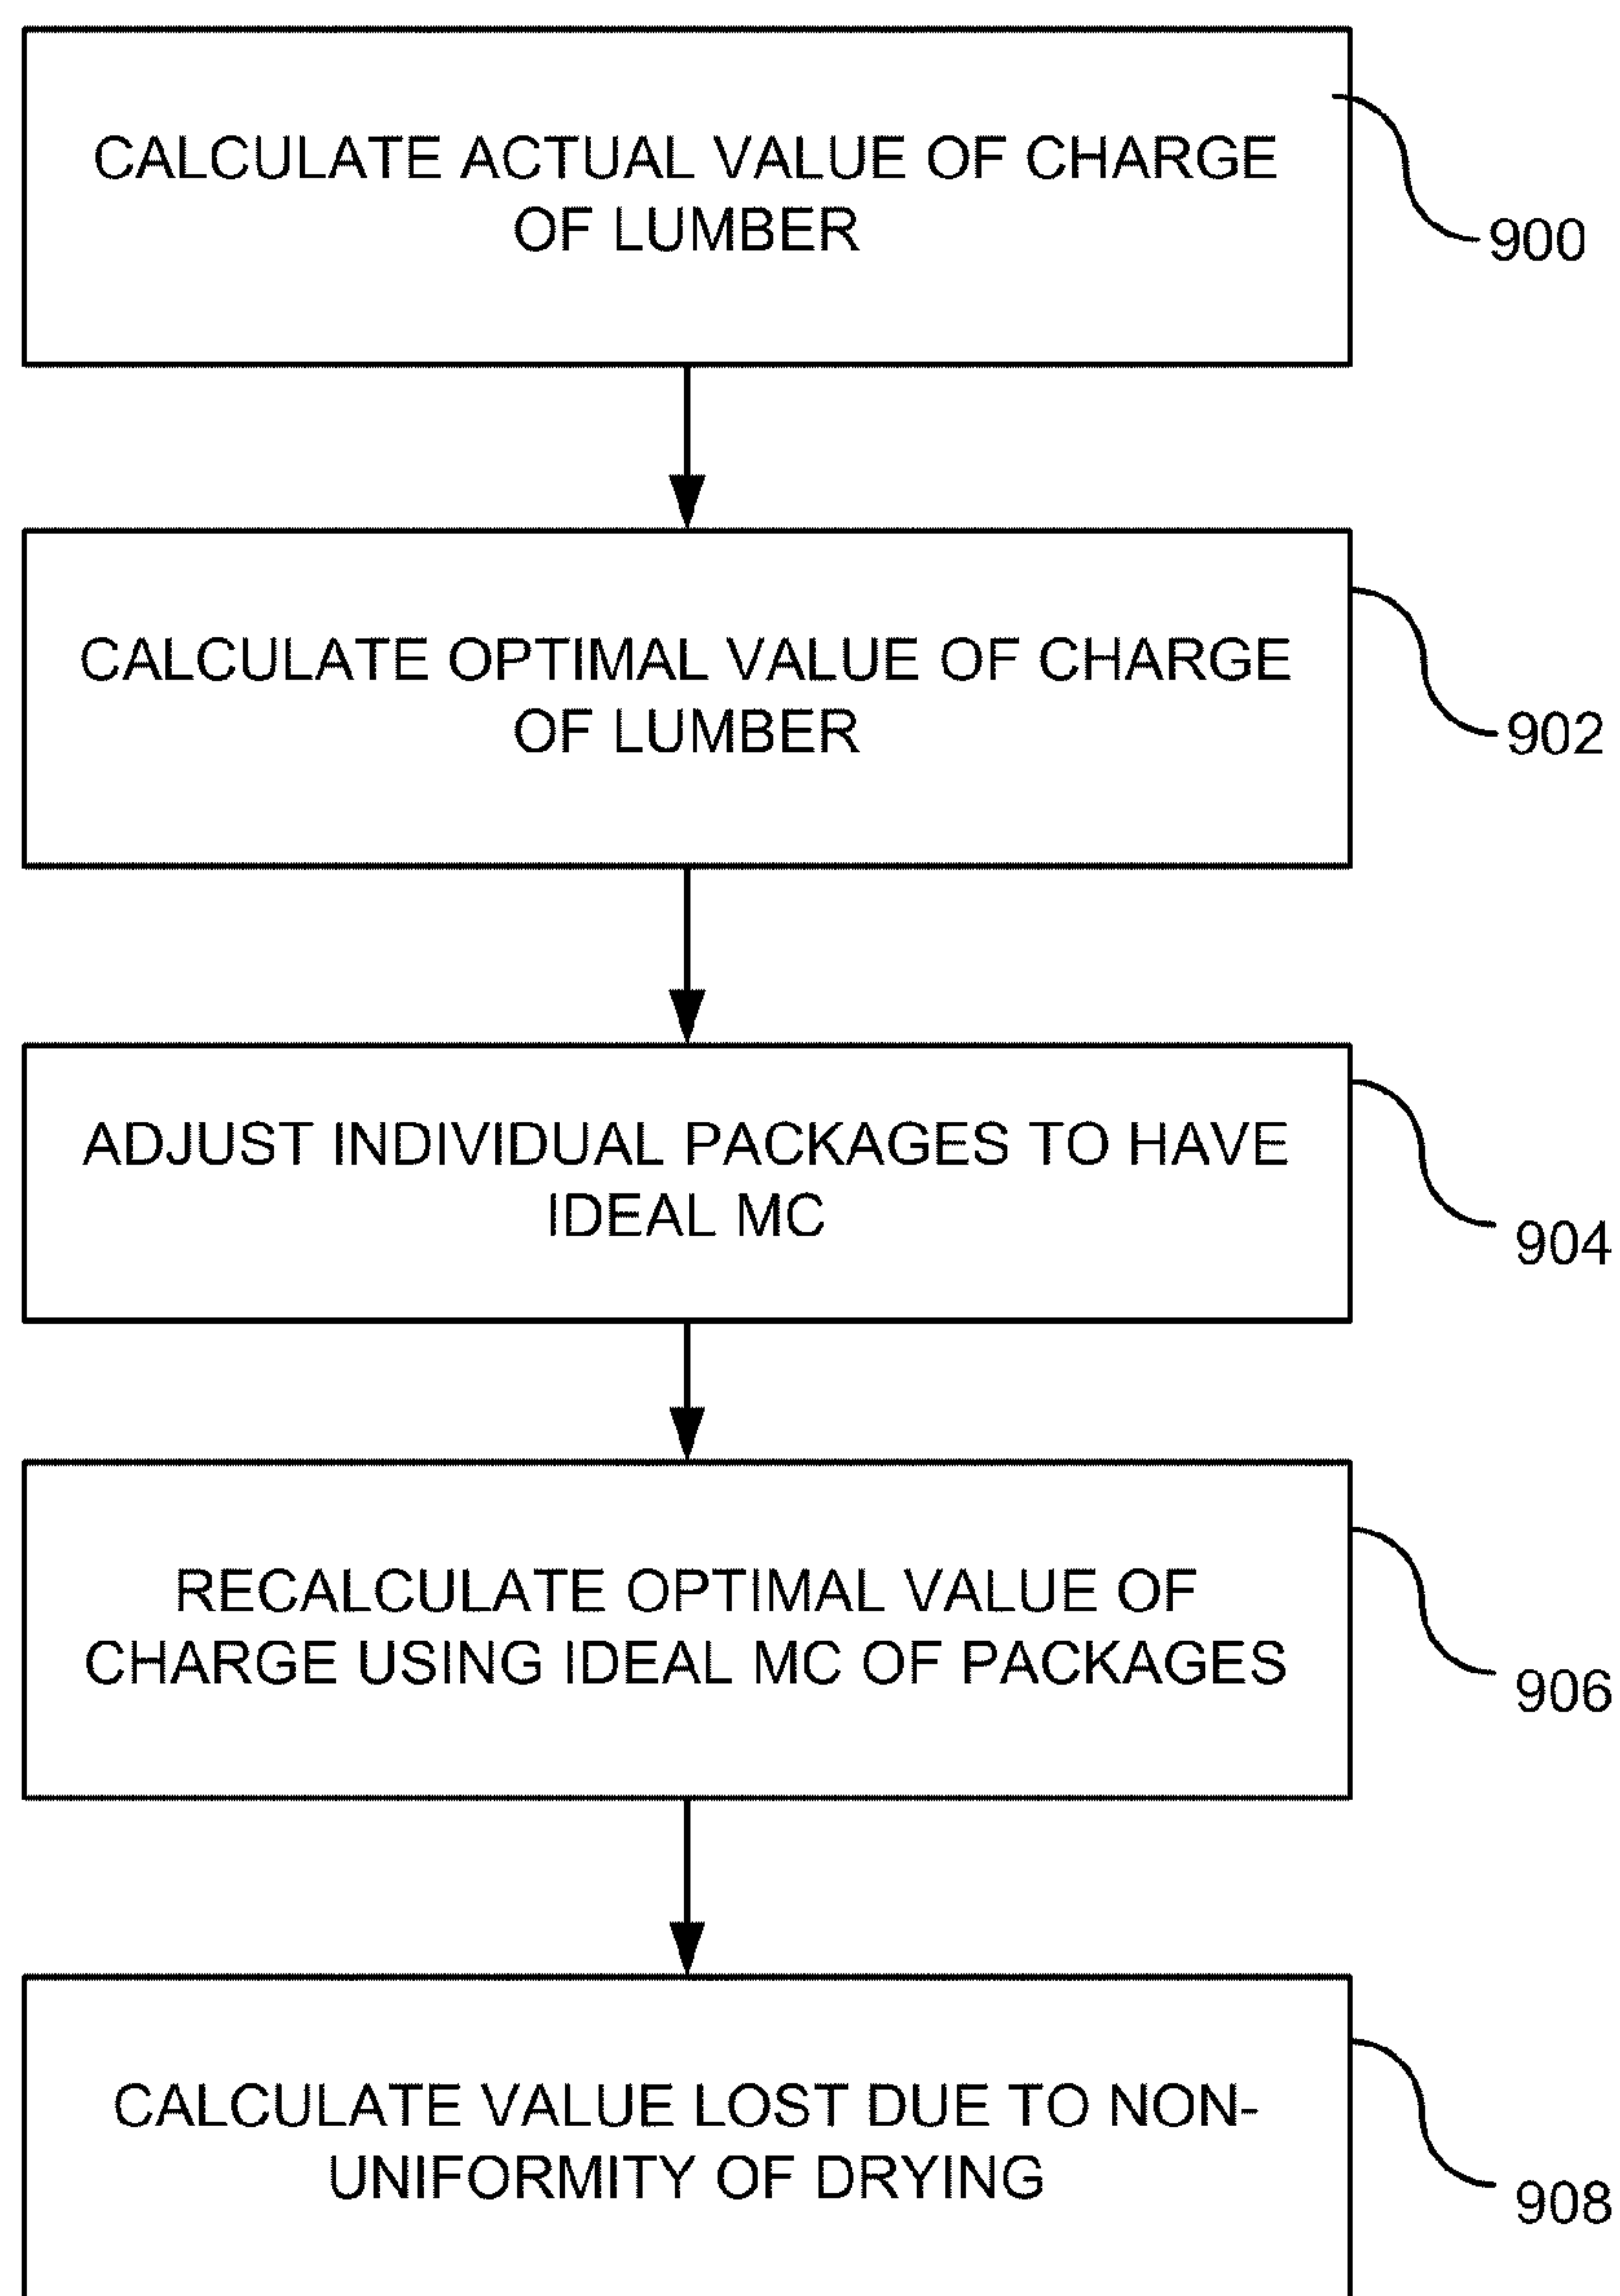 CALCULATE ACTUAL VALUE OF CHARGE
OF LUMBER
900
CALCULATE OPTIMAL VALUE OF CHARGE
OF LUMBER
902
ADJUST INDIVIDUAL PACKAGES TO HAVE
IDEAL MC
904
RECALCULATE OPTIMAL VALUE OF
CHARGE USING IDEAL MC OF PACKAGES
906
CALCULATE VALUE LOST DUE TO NON-
UNIFORMITY OF DRYING
908